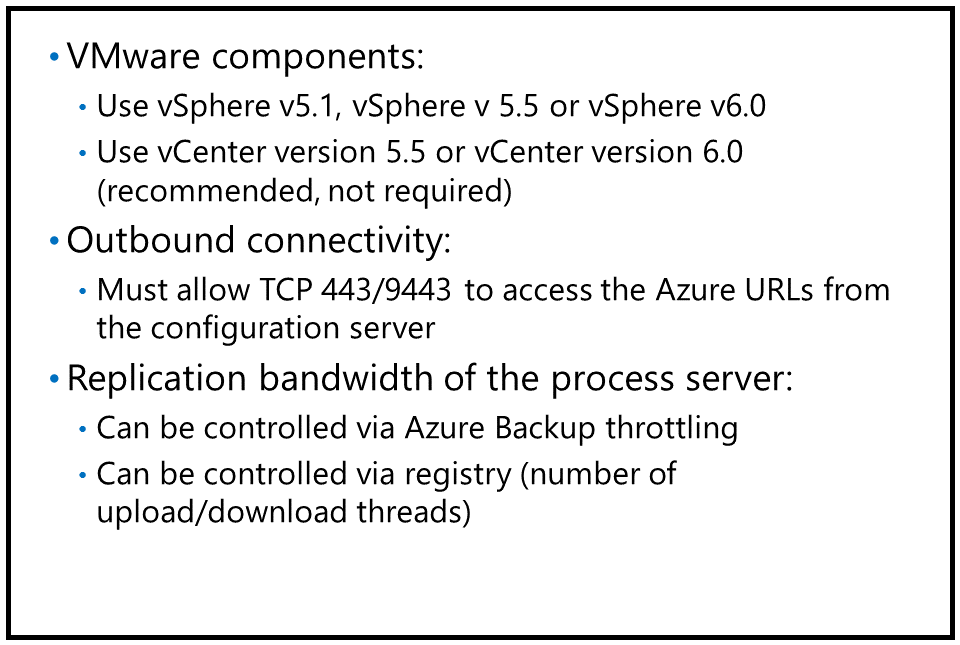 • VMware components:
• Use vSphere v5.1, vSphere v 5.5 or vSphere v6.0
• Use vCenter version 5.5 or vCenter version 6.0
(recommended, not required)
• Outbound connectivity:
• Must allow TCP 443/9443 to access the Azure URLs from
the configuration server
• Replication bandwidth of the process server:
• Can be controlled via Azure Backup throttling
• Can be controlled via registry (number of
upload/download threads)